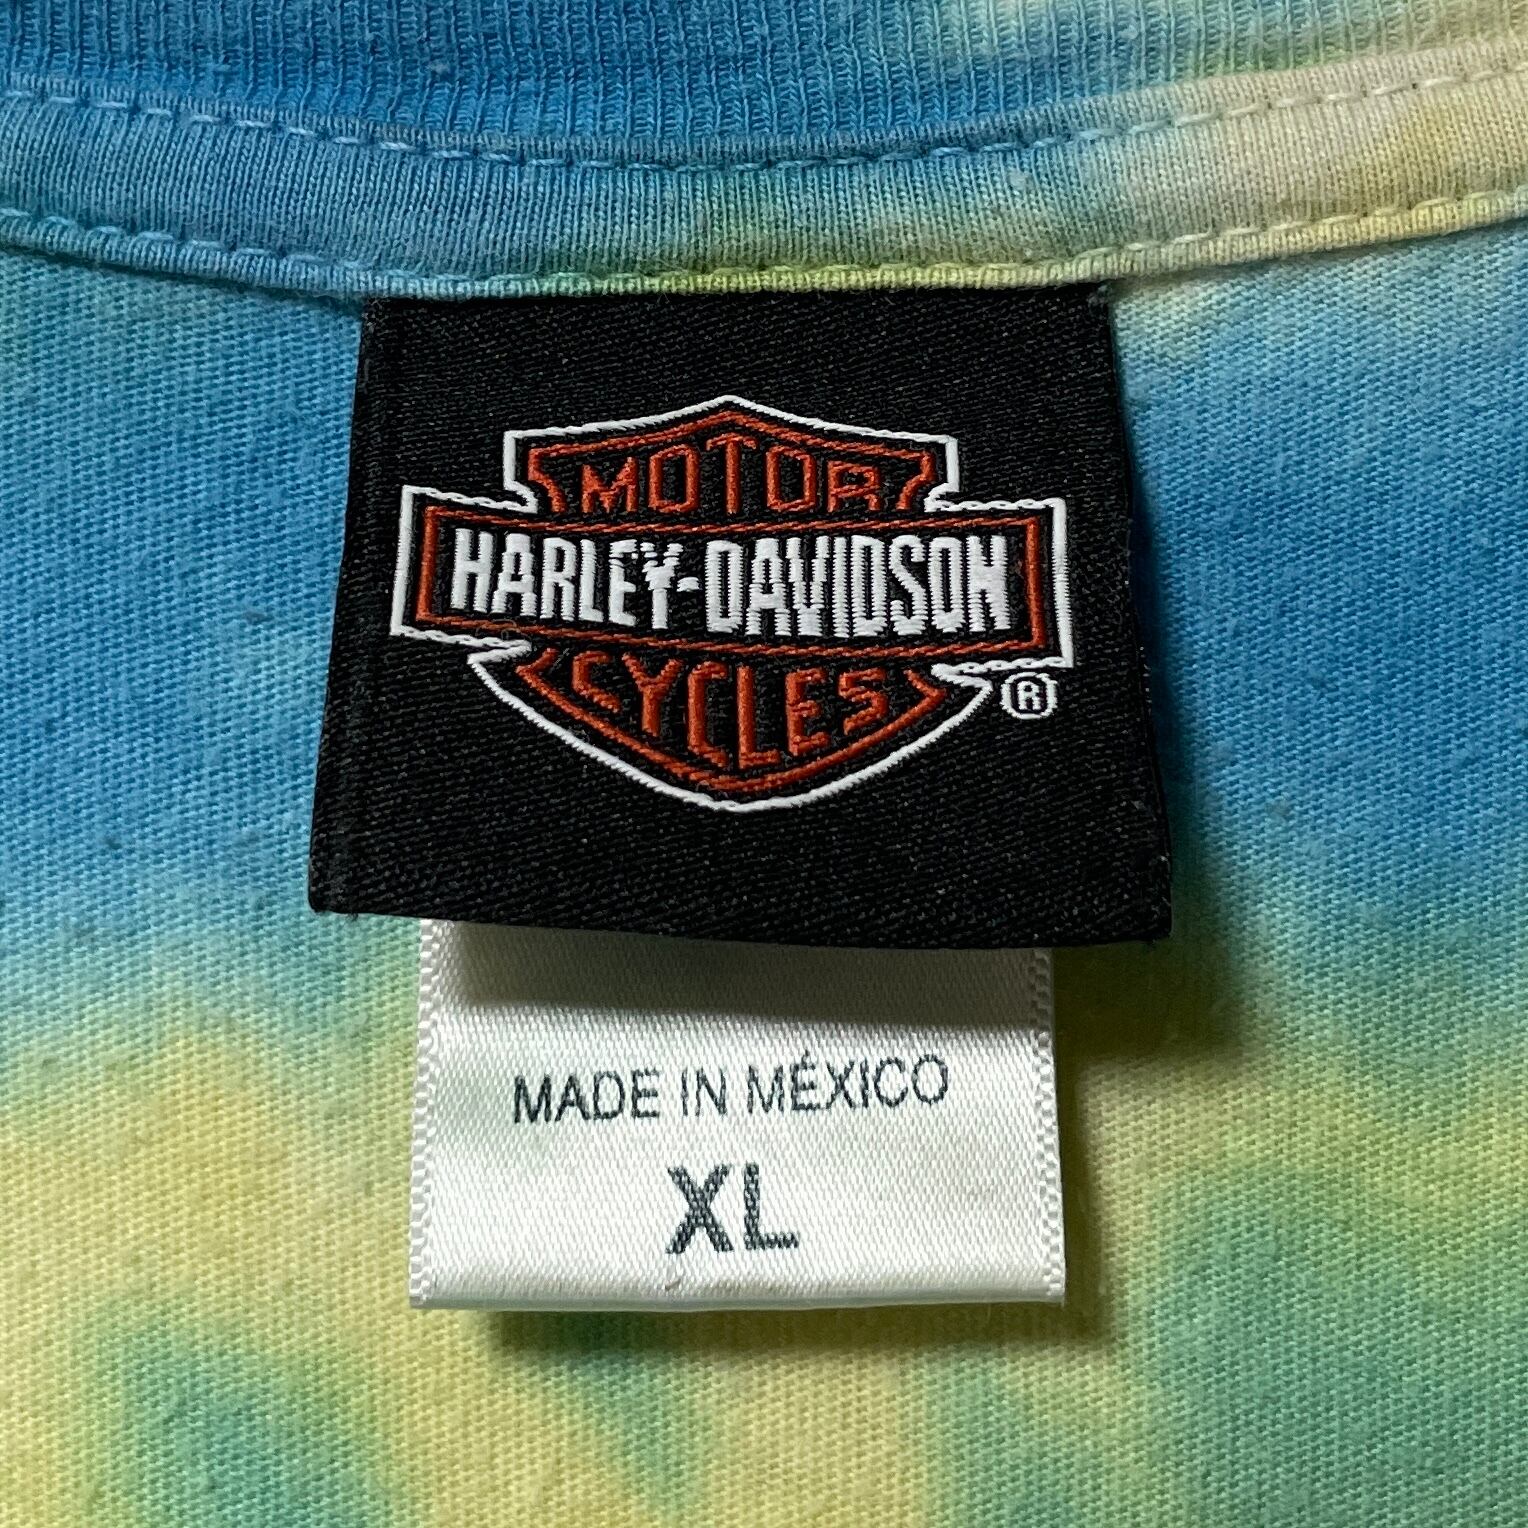 MOTOR
HARLEY-DAVIDSON
CYCLES
®
MADE IN MÉXICO
XL